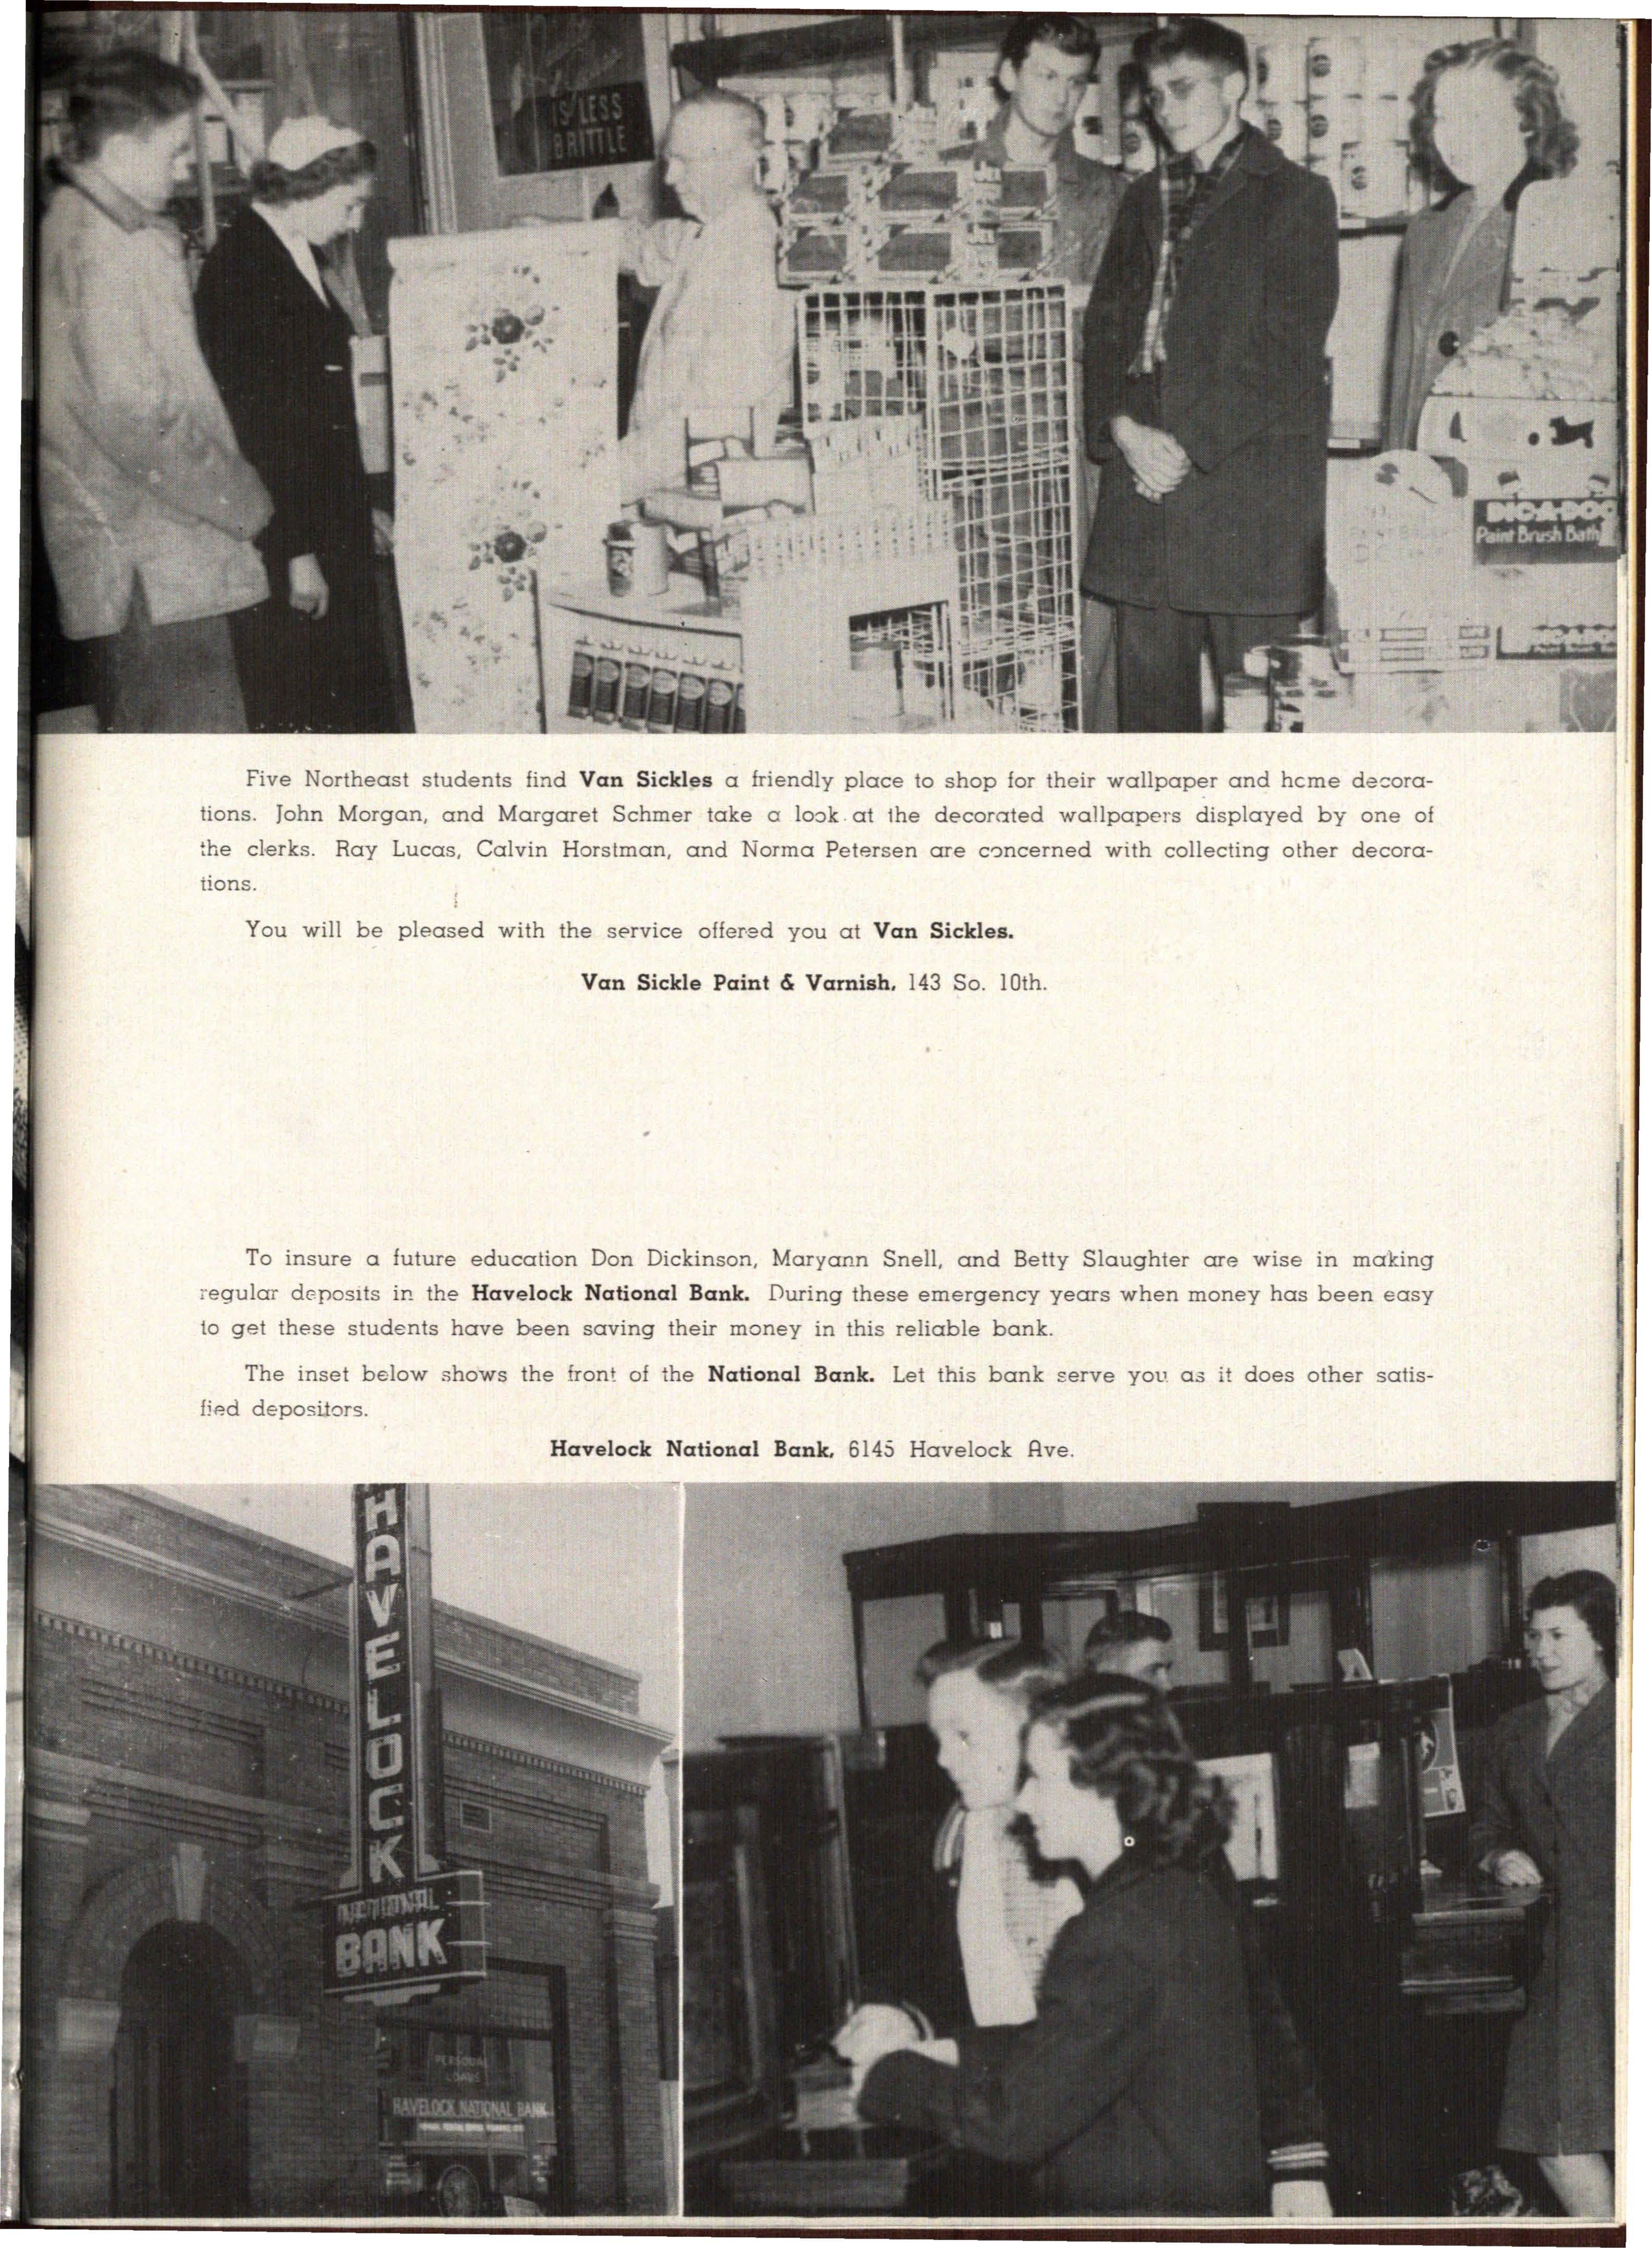 IS LESS
BRITTLE
DIC-A-DOO
Paint Brush Bath
Five Northeast students find Van Sickles a friendly place to shop for their wallpaper and hcme decora-
tions. John Morgan, and Margaret Schmer take a look at the decorated wallpapers displayed by one of
the clerks. Ray Lucas, Calvin Horstman, and Norma Petersen are concerned with collecting other decora-
tions.
You will be pleased with the service offered you at Van Sickles.
Van Sickle Paint & Varnish, 143 So. 10th.
To insure a future education Don Dickinson, Maryann Snell, and Betty Slaughter are wise in making
regular deposits in the Havelock National Bank. During these emergency years when money has been easy
to get these students have been saving their money in this reliable bank.
The inset below shows the front of the National Bank. Let this bank serve you as it does other satis-
fied depositors.
Havelock National Bank, 6145 Havelock Ave.
HAVELOCK
NATIONAL
BANK
PERSONAL
LOANS
HAVELOCK NATIONAL BANK